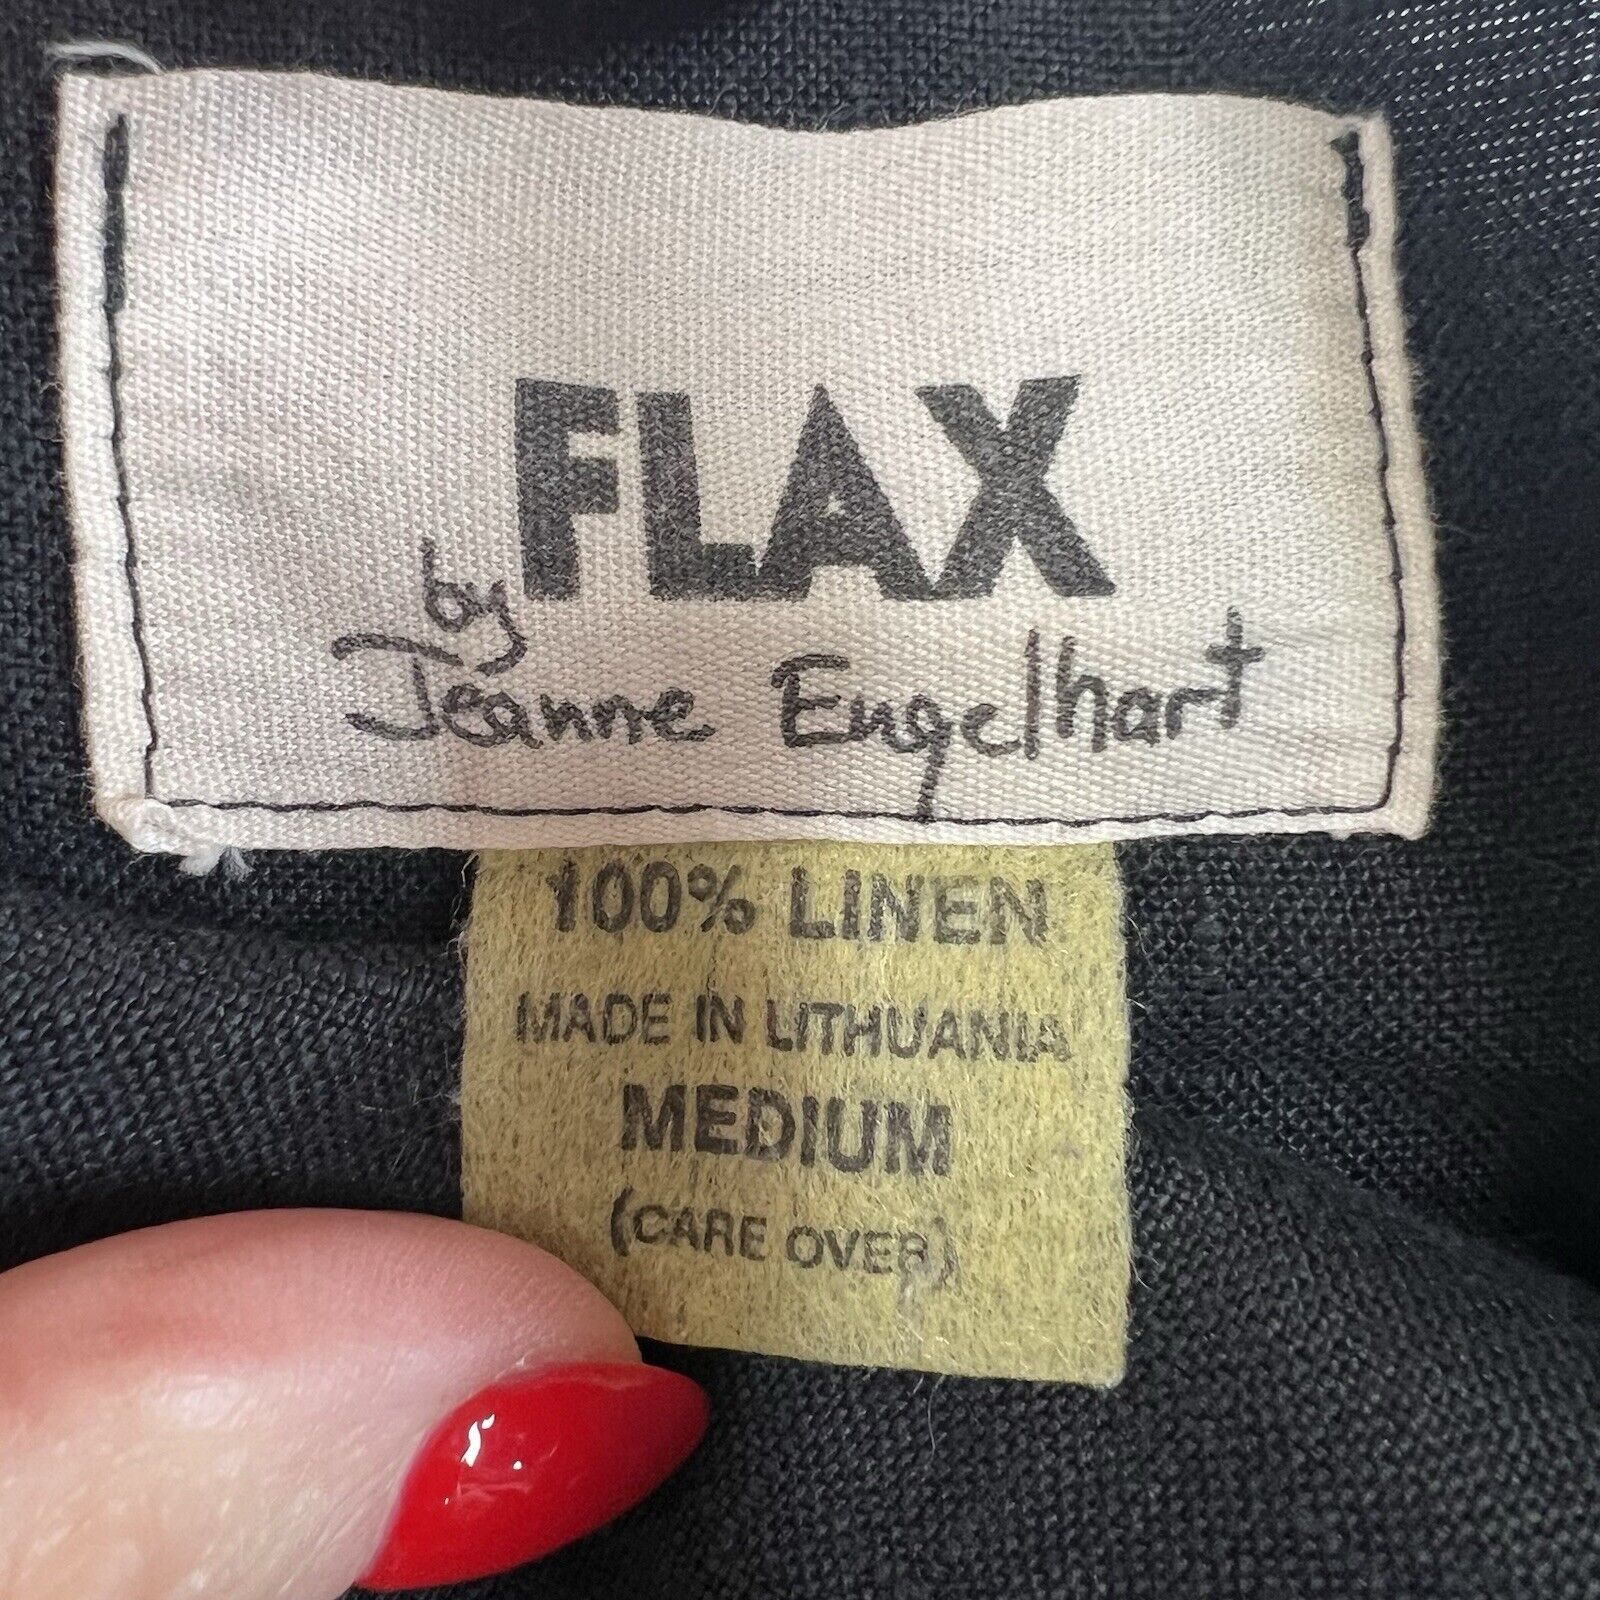 FLAX
by
Jeanne Engelhart
100% LINEN
MADE IN LITHUANIA
MEDIUM
(CARE OVER)